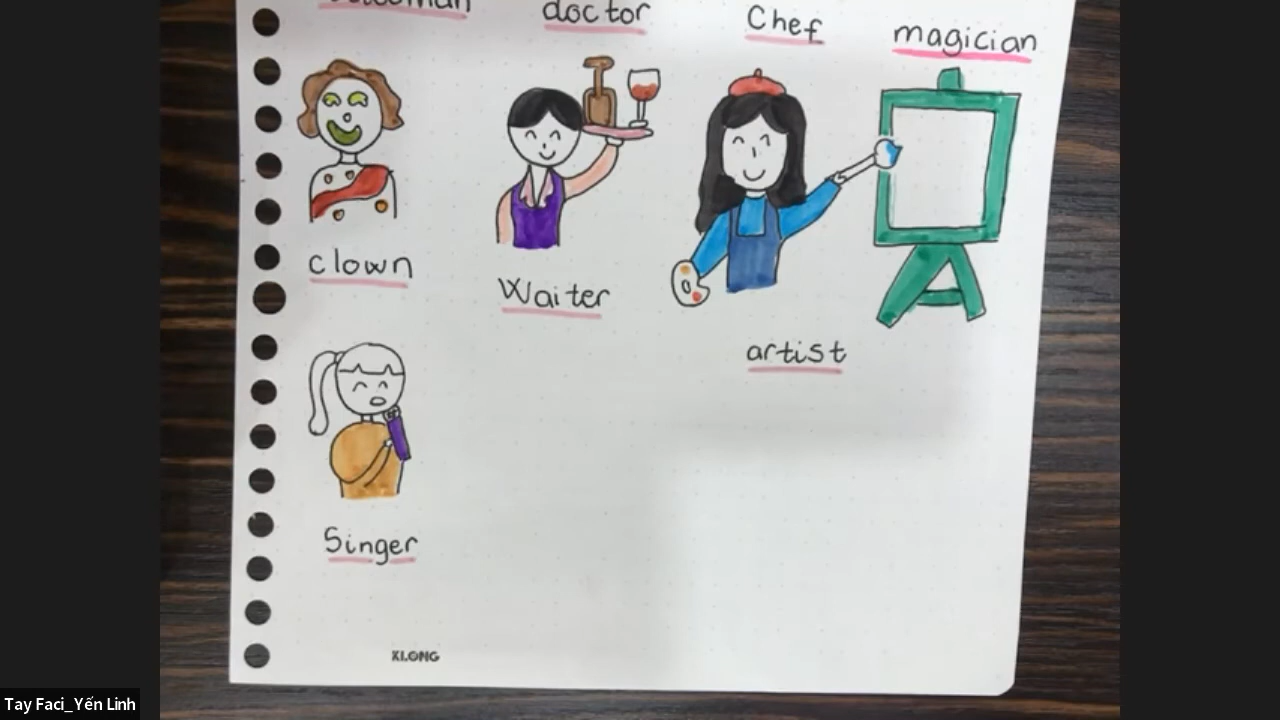 doctor
Chef
magician
clown
Waiter
artist
Singer
KLONG
Tay Faci_Yến Linh